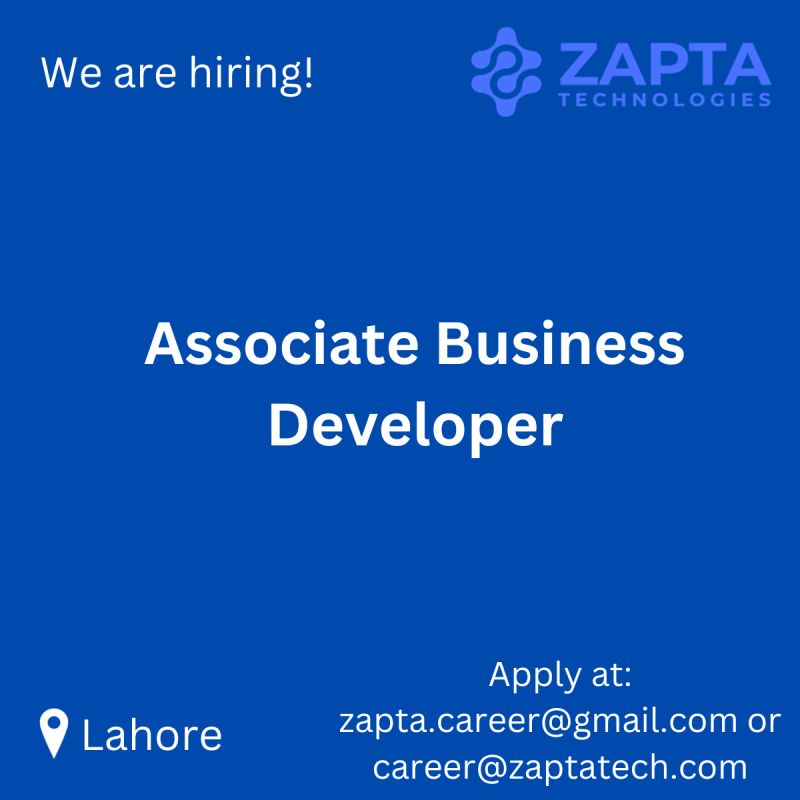 We are hiring!
ZAPTA
TECHNOLOGIES
Associate Business
Developer
Apply at:
zapta.career@gmail.com or
career@zaptatech.com
Lahore